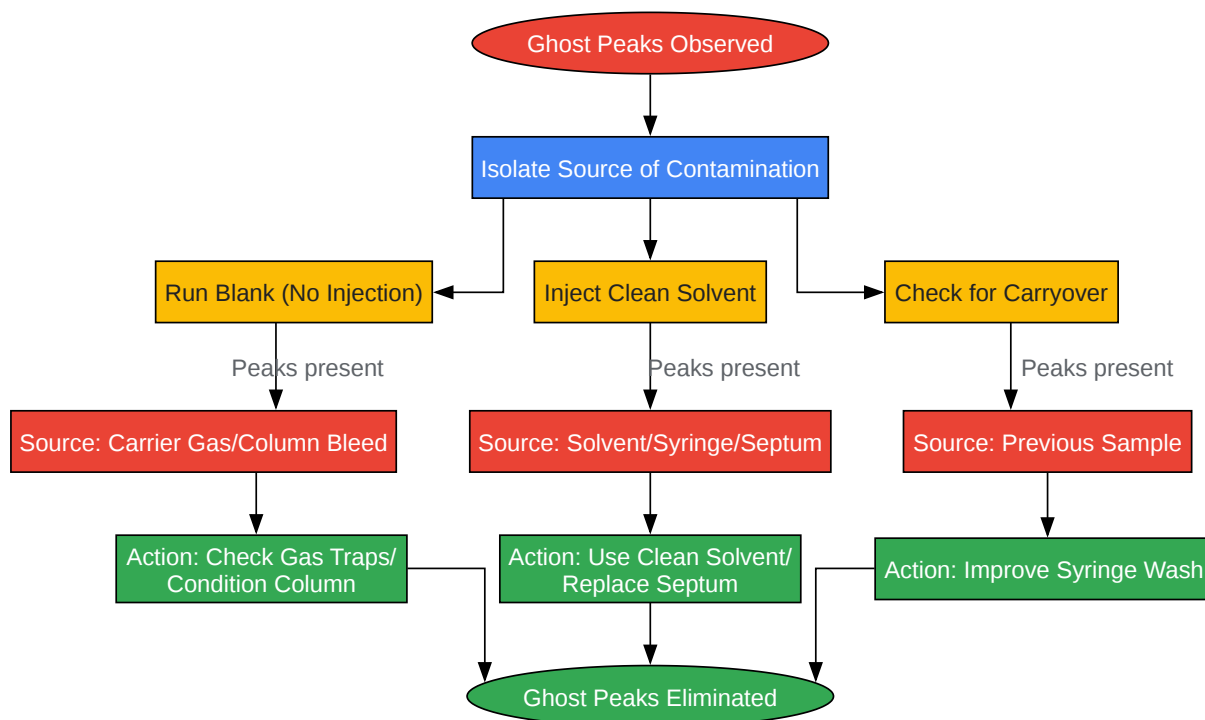 Ghost Peaks Observed
Isolate Source of Contamination
Run Blank (No Injection)
Inject Clean Solvent
Check for Carryover
Peaks present
Peaks present
Peaks present
Source: Carrier Gas/Column Bleed
Source: Solvent/Syringe/Septum
Source: Previous Sample
Action: Check Gas Traps/
Condition Column
Action: Use Clean Solvent/
Replace Septum
Action: Improve Syringe Wash
Ghost Peaks Eliminated